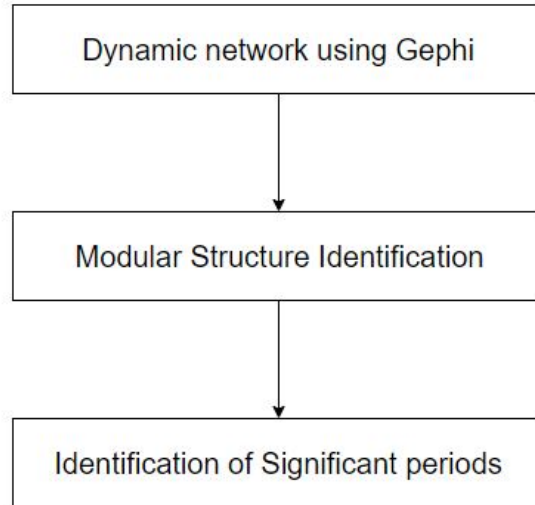 Dynamic network using Gephi
Modular Structure Identification
Identification of Significant periods